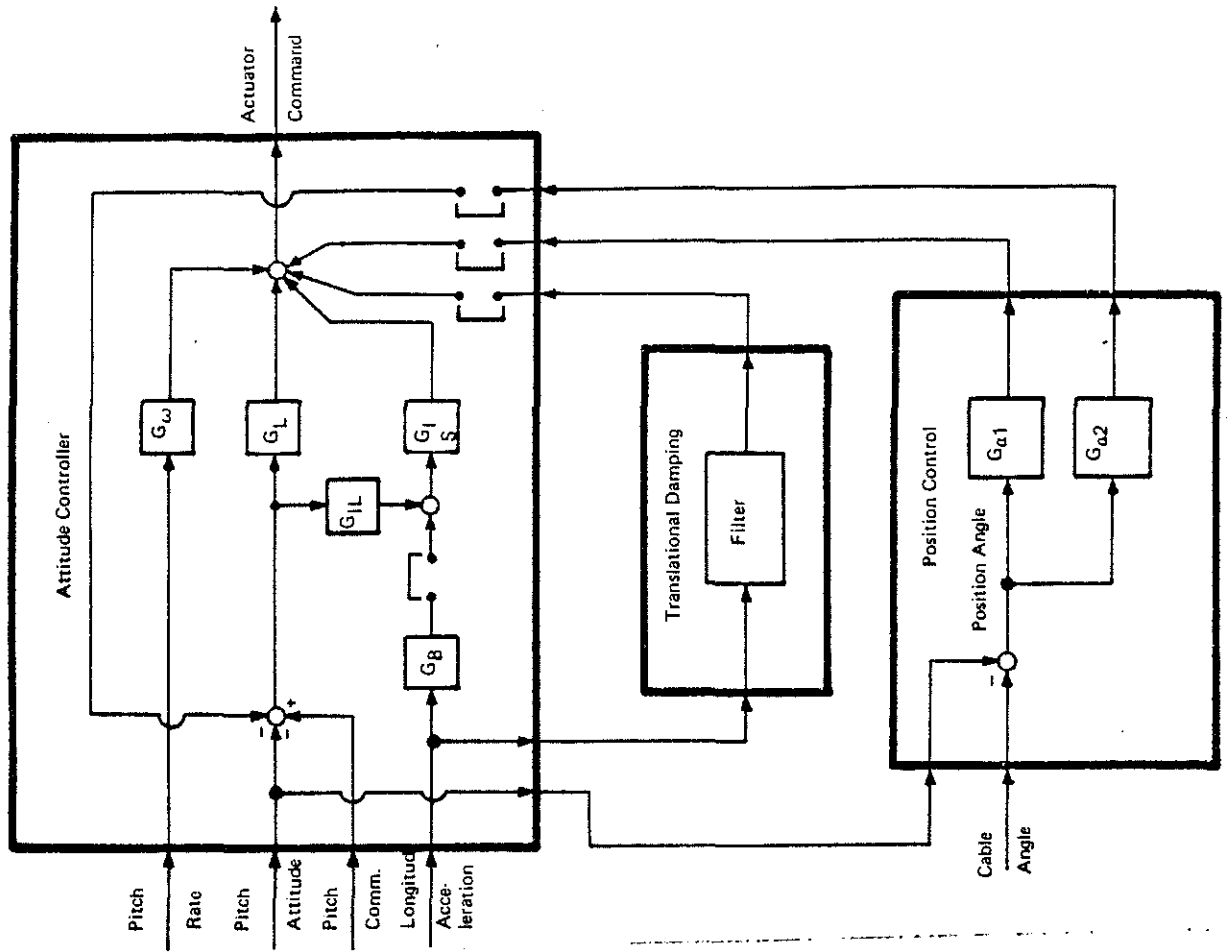 Actuator
Command
Attitude Controller
Gω
GL
GIL
GI
S
GB
-
-
+
Pitch
Rate
Pitch
Attitude
Pitch
Comm.
Longitud
Acce-
leration
Translational Damping
Filter
Position Control
Position Angle
Gα1
Gα2
-
Cable
Angle